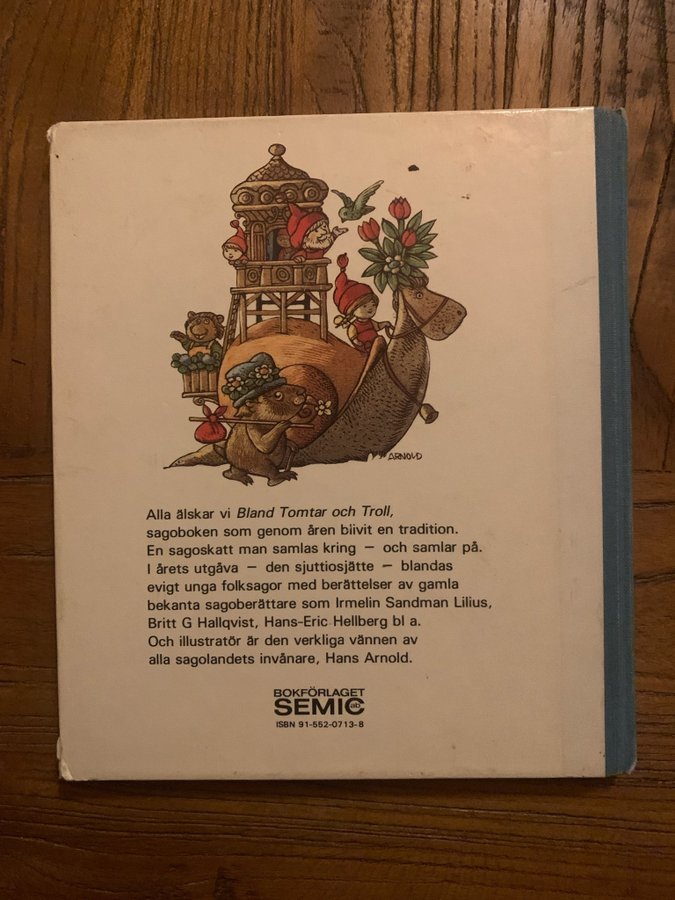 ARNOLD
Alla älskar vi Bland Tomtar och Troll,
sagoboken som genom åren blivit en tradition.
En sagoskatt man samlas kring — och samlar på.
I årets utgåva — den sjuttiosjätte — blandas
evigt unga folksagor med berättelser av gamla
bekanta sagoberättare som Irmelin Sandman Lilius,
Britt G Hallqvist, Hans-Eric Hellberg bl a.
Och illustratör är den verkliga vännen av
alla sagolandets invånare, Hans Arnold.
BOKFÖRLAGET
SEMIC ab
ISBN 91-552-0713-8